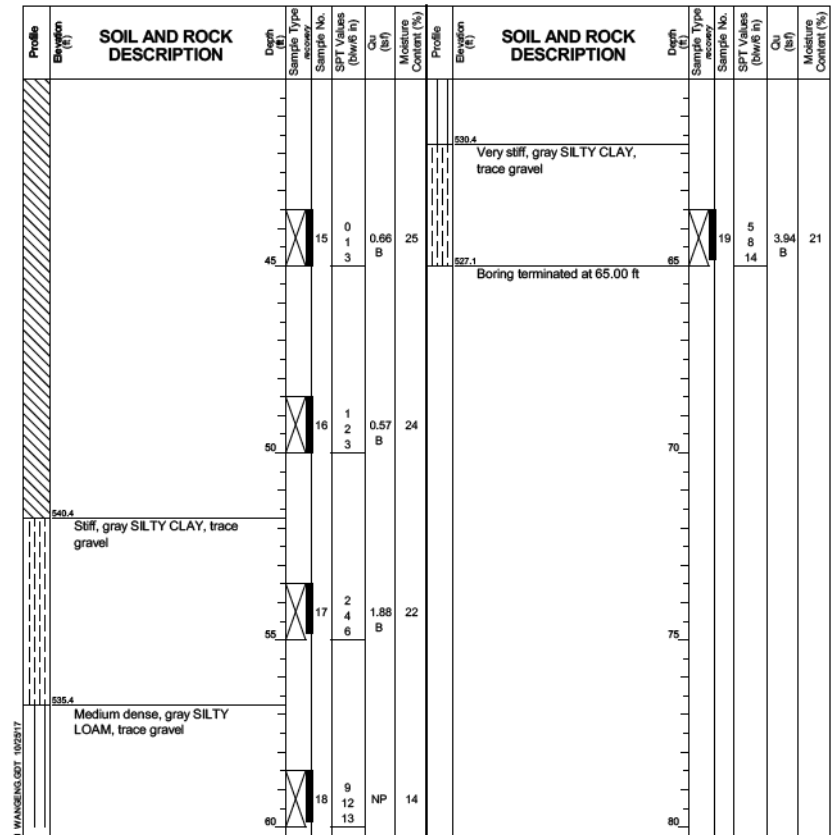 Profile
Elevation
(ft)
SOIL AND ROCK
DESCRIPTION
Depth
(ft)
Sample Type
recovery
Sample No.
SPT Values
(blw/6 in)
Qu
(tsf)
Moisture
Content (%)
45
15
0
1
3
0.66
B
25
50
16
1
2
3
0.57
B
24
540.4
Stiff, gray SILTY CLAY, trace
gravel
55
17
2
4
6
1.88
B
22
535.4
Medium dense, gray SILTY
LOAM, trace gravel
60
18
9
12
13
NP
14
WANGENG.GDT 10/25/17
Profile
Elevation
(ft)
SOIL AND ROCK
DESCRIPTION
Depth
(ft)
Sample Type
recovery
Sample No.
SPT Values
(blw/6 in)
Qu
(tsf)
Moisture
Content (%)
530.4
Very stiff, gray SILTY CLAY,
trace gravel
65
19
5
8
14
3.94
B
21
527.1
Boring terminated at 65.00 ft
70
75
80